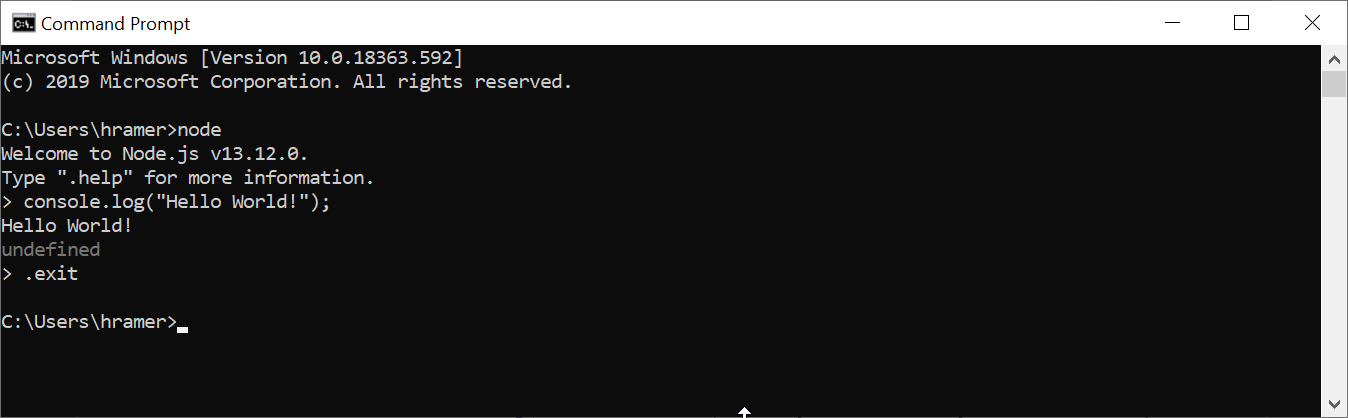 Command Prompt
Microsoft Windows [Version 10.0.18363.592]
(c) 2019 Microsoft Corporation. All rights reserved.
C:\Users\hramer>node
Welcome to Node.js v13.12.0.
Type ".help" for more information.
> console.log("Hello World!");
Hello World!
undefined
> .exit
C:\Users\hramer>